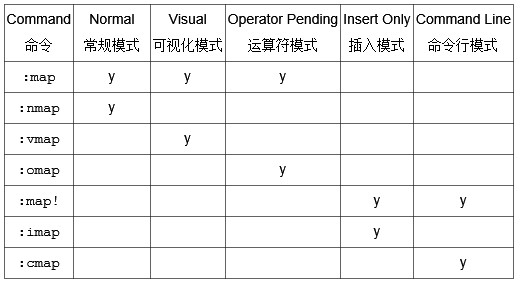 Command Normal Visual Operator Pending Insert Only Command Line
命令 常规模式 可视化模式 运算符模式 插入模式 命令行模式
:map y y y
:nmap y
:vmap y
:omap y
:map! y y
:imap y
:cmap y